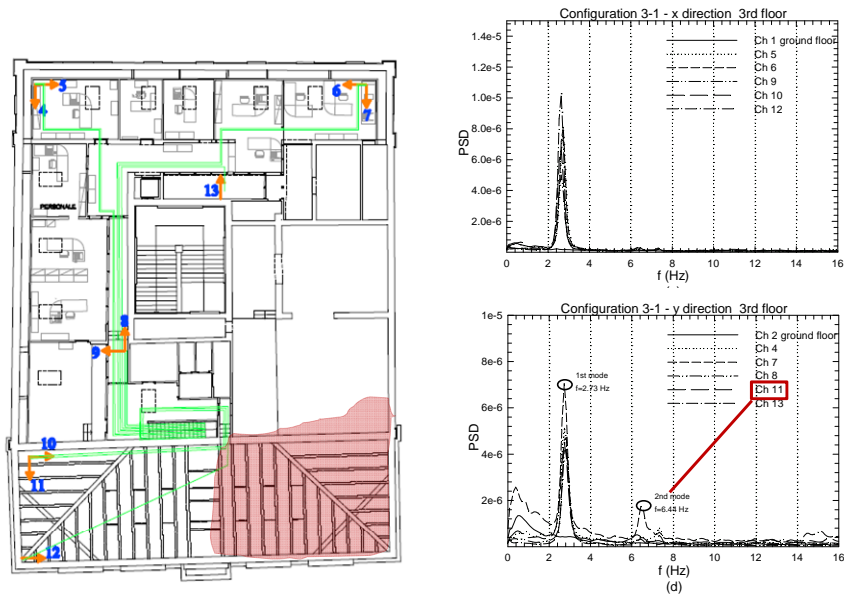 5
4
6
7
13
PERSONALE
8
9
10
11
12
Configuration 3-1 - x direction 3rd floor
1.4e-5
1.2e-5
1.0e-5
8.0e-6
6.0e-6
4.0e-6
2.0e-6
PSD
Ch 1 ground floor
Ch 5
Ch 6
Ch 9
Ch 10
Ch 12
0 2 4 6 8 10 12 14 16
f (Hz)
Configuration 3-1 - y direction 3rd floor
1e-5
8e-6
6e-6
4e-6
2e-6
PSD
Ch 2 ground floor
Ch 4
Ch 7
Ch 8
Ch 11
Ch 13
1st mode
f=2.73 Hz
2nd mode
f=6.44 Hz
0 2 4 6 8 10 12 14 16
f (Hz)
(d)